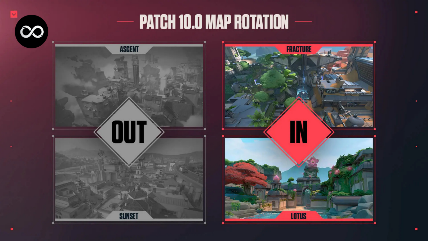 PATCH 10.0 MAP ROTATION
ASCENT
FRACTURE
OUT
IN
SUNSET
LOTUS